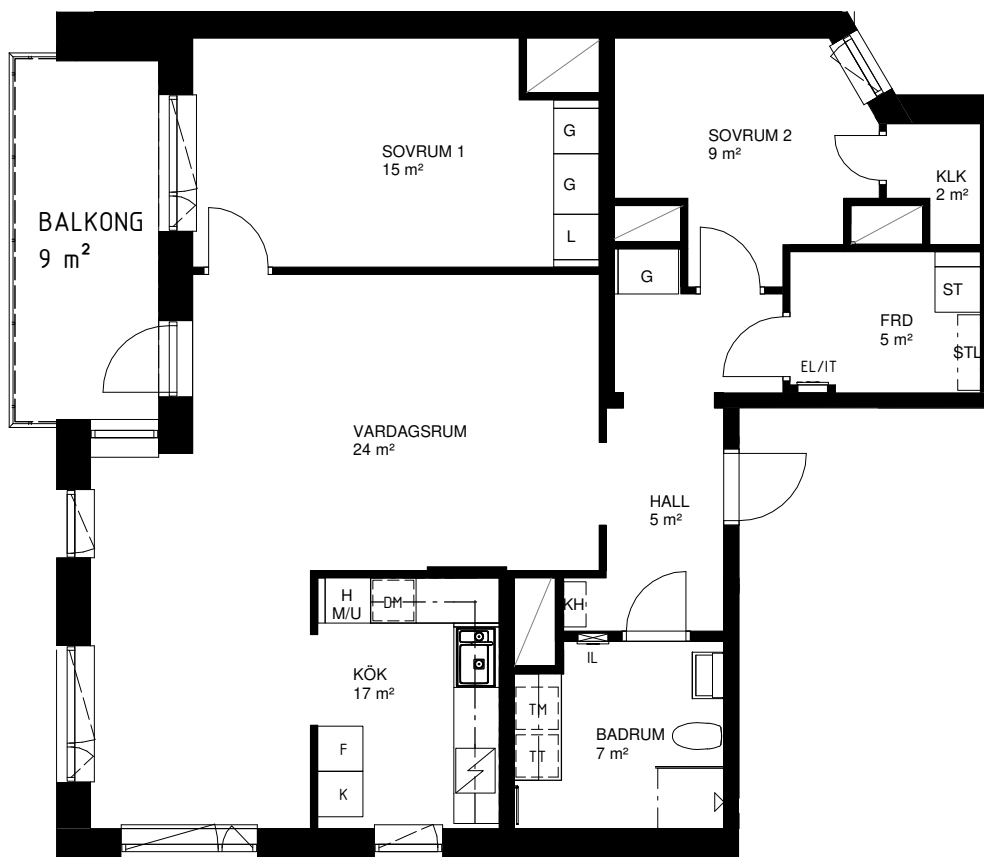 SOVRUM 1
15 m²
G
G
L
SOVRUM 2
9 m²
KLK
2 m²
BALKONG
9 m²
G
ST
FRD
5 m²
STL
EL/IT
VARDAGSRUM
24 m²
HALL
5 m²
H
M/U
DM
KH
IL
KÖK
17 m²
TM
BADRUM
7 m²
F
TT
K